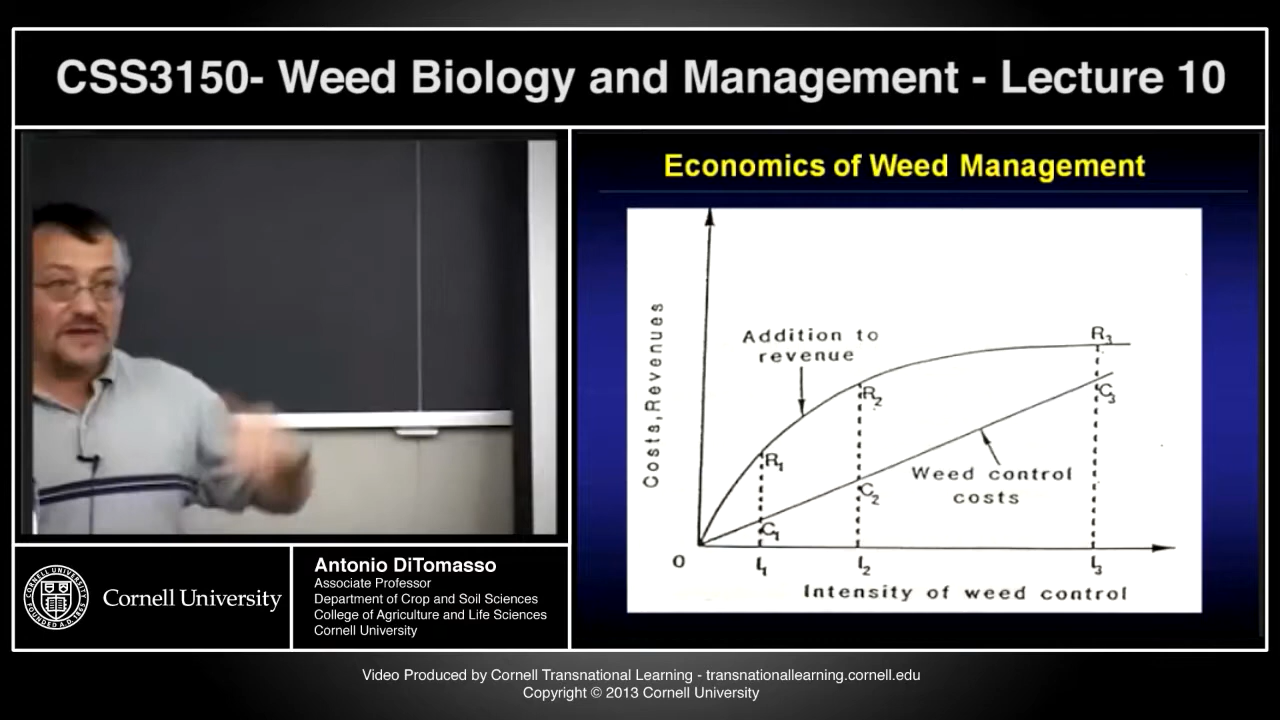 CSS3150- Weed Biology and Management - Lecture 10
Economics of Weed Management
Costs, Revenues
Addition to
revenue
R3
R2
C3
R1
Weed control
costs
C2
C1
O
I1
I2
I3
Intensity of weed control
Cornell University
Antonio DiTomasso
Associate Professor
Department of Crop and Soil Sciences
College of Agriculture and Life Sciences
Cornell University
Video Produced by Cornell Transnational Learning - transnationallearning.cornell.edu
Copyright © 2013 Cornell University